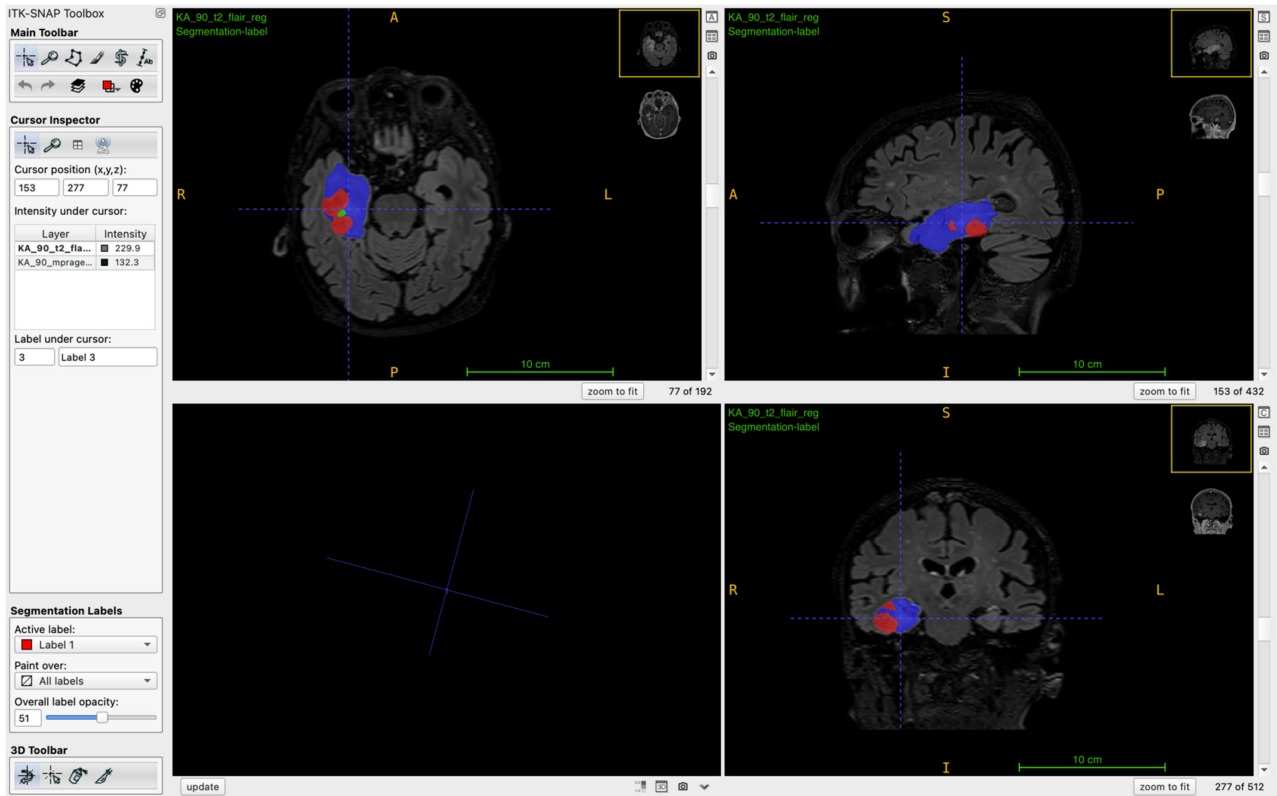 ITK-SNAP Toolbox
Main Toolbar
Cursor Inspector
Cursor position (x,y,z):
153 277 77
Intensity under cursor:
Layer Intensity
KA_90_t2_fla... 229.9
KA_90_mprage... 132.3
Label under cursor:
3 Label 3
Segmentation Labels
Active label:
Label 1
Paint over:
All labels
Overall label opacity:
51
3D Toolbar
KA_90_t2_flair_reg
Segmentation-label
A
R
L
P
10 cm
A
zoom to fit 77 of 192
KA_90_t2_flair_reg
Segmentation-label
S
A
P
I
10 cm
S
zoom to fit 153 of 432
update
3D
KA_90_t2_flair_reg
Segmentation-label
S
R
L
I
10 cm
C
zoom to fit 277 of 512